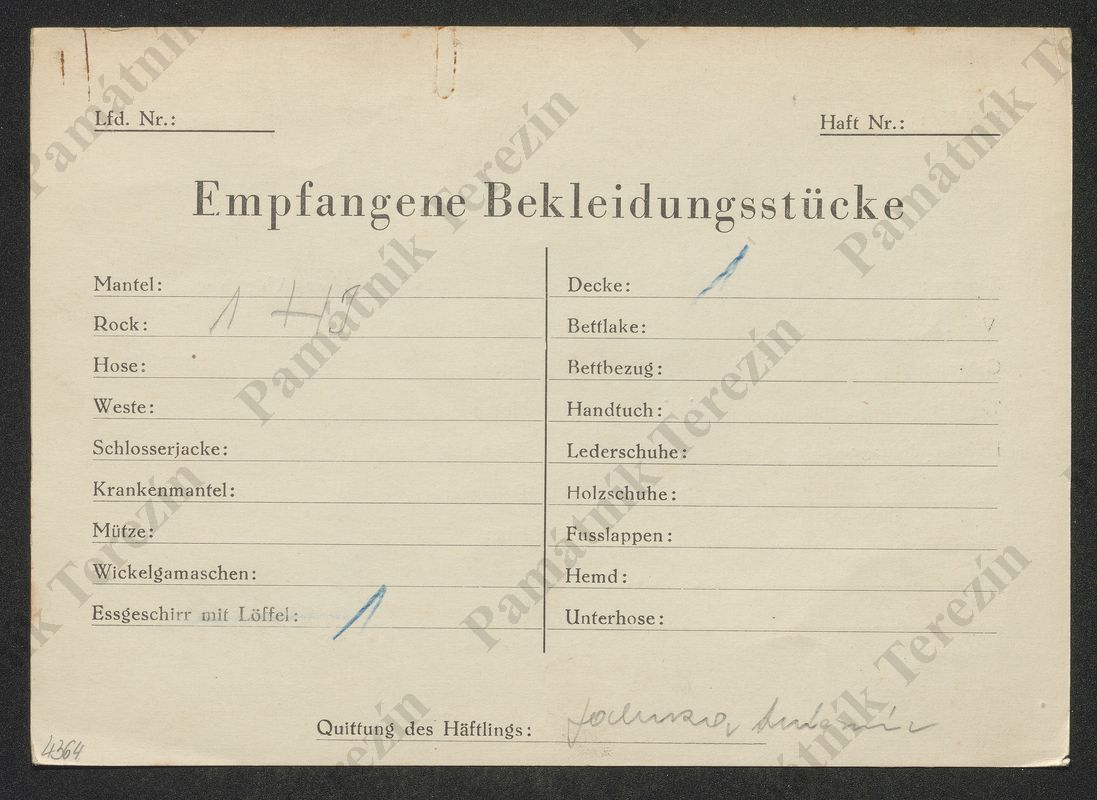 Lfd. Nr.:
Haft Nr.:
Empfangene Bekleidungsstücke
Mantel:
Rock: 1
Hose:
Weste:
Schlosserjacke:
Krankenmantel:
Mütze:
Wickelgamaschen:
Essgeschirr mit Löffel: 1
Decke: 1
Bettlake:
Bettbezug:
Handtuch:
Lederschuhe:
Holzschuhe:
Fusslappen:
Hemd:
Unterhose:
Quittung des Häftlings:
4364
Památník Terezín